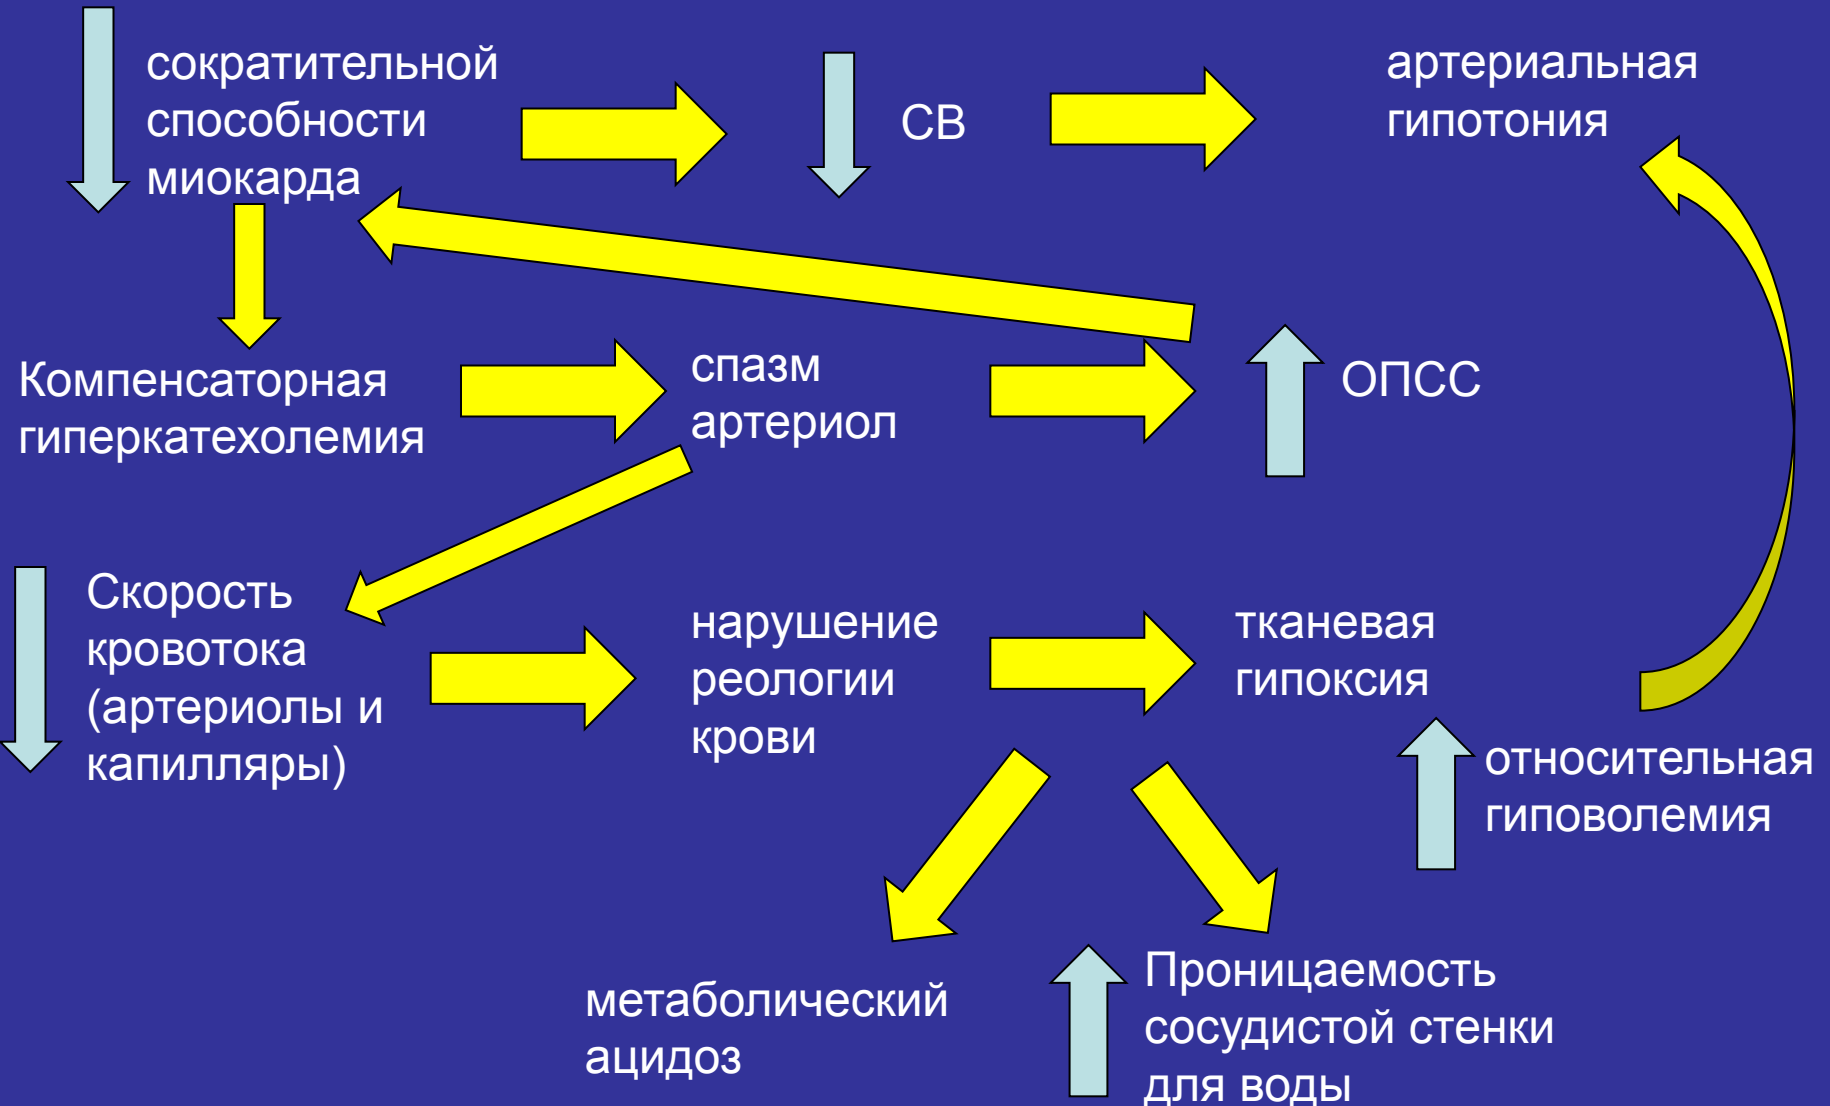 сократительной
способности
миокарда
СВ
артериальная
гипотония
Компенсаторная
гиперкатехолемия
спазм
артериол
ОПСС
Скорость
кровотока
(артериолы и
капилляры)
нарушение
реологии
крови
тканевая
гипоксия
относительная
гиповолемия
метаболический
ацидоз
Проницаемость
сосудистой стенки
для воды